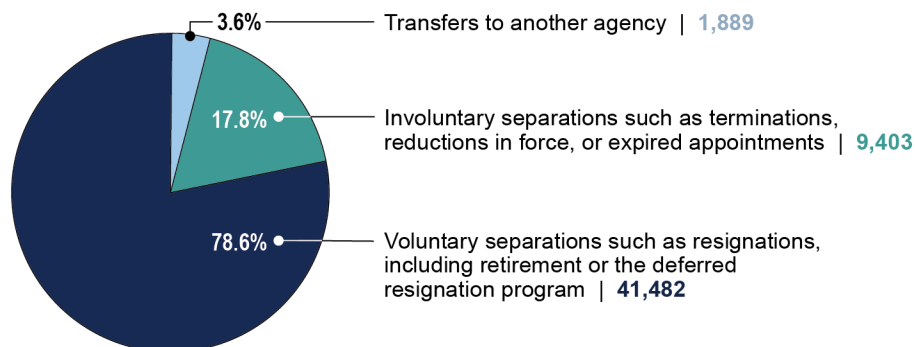 3.6% Transfers to another agency | 1,889
17.8% Involuntary separations such as terminations,
reductions in force, or expired appointments | 9,403
78.6% Voluntary separations such as resignations,
including retirement or the deferred
resignation program | 41,482